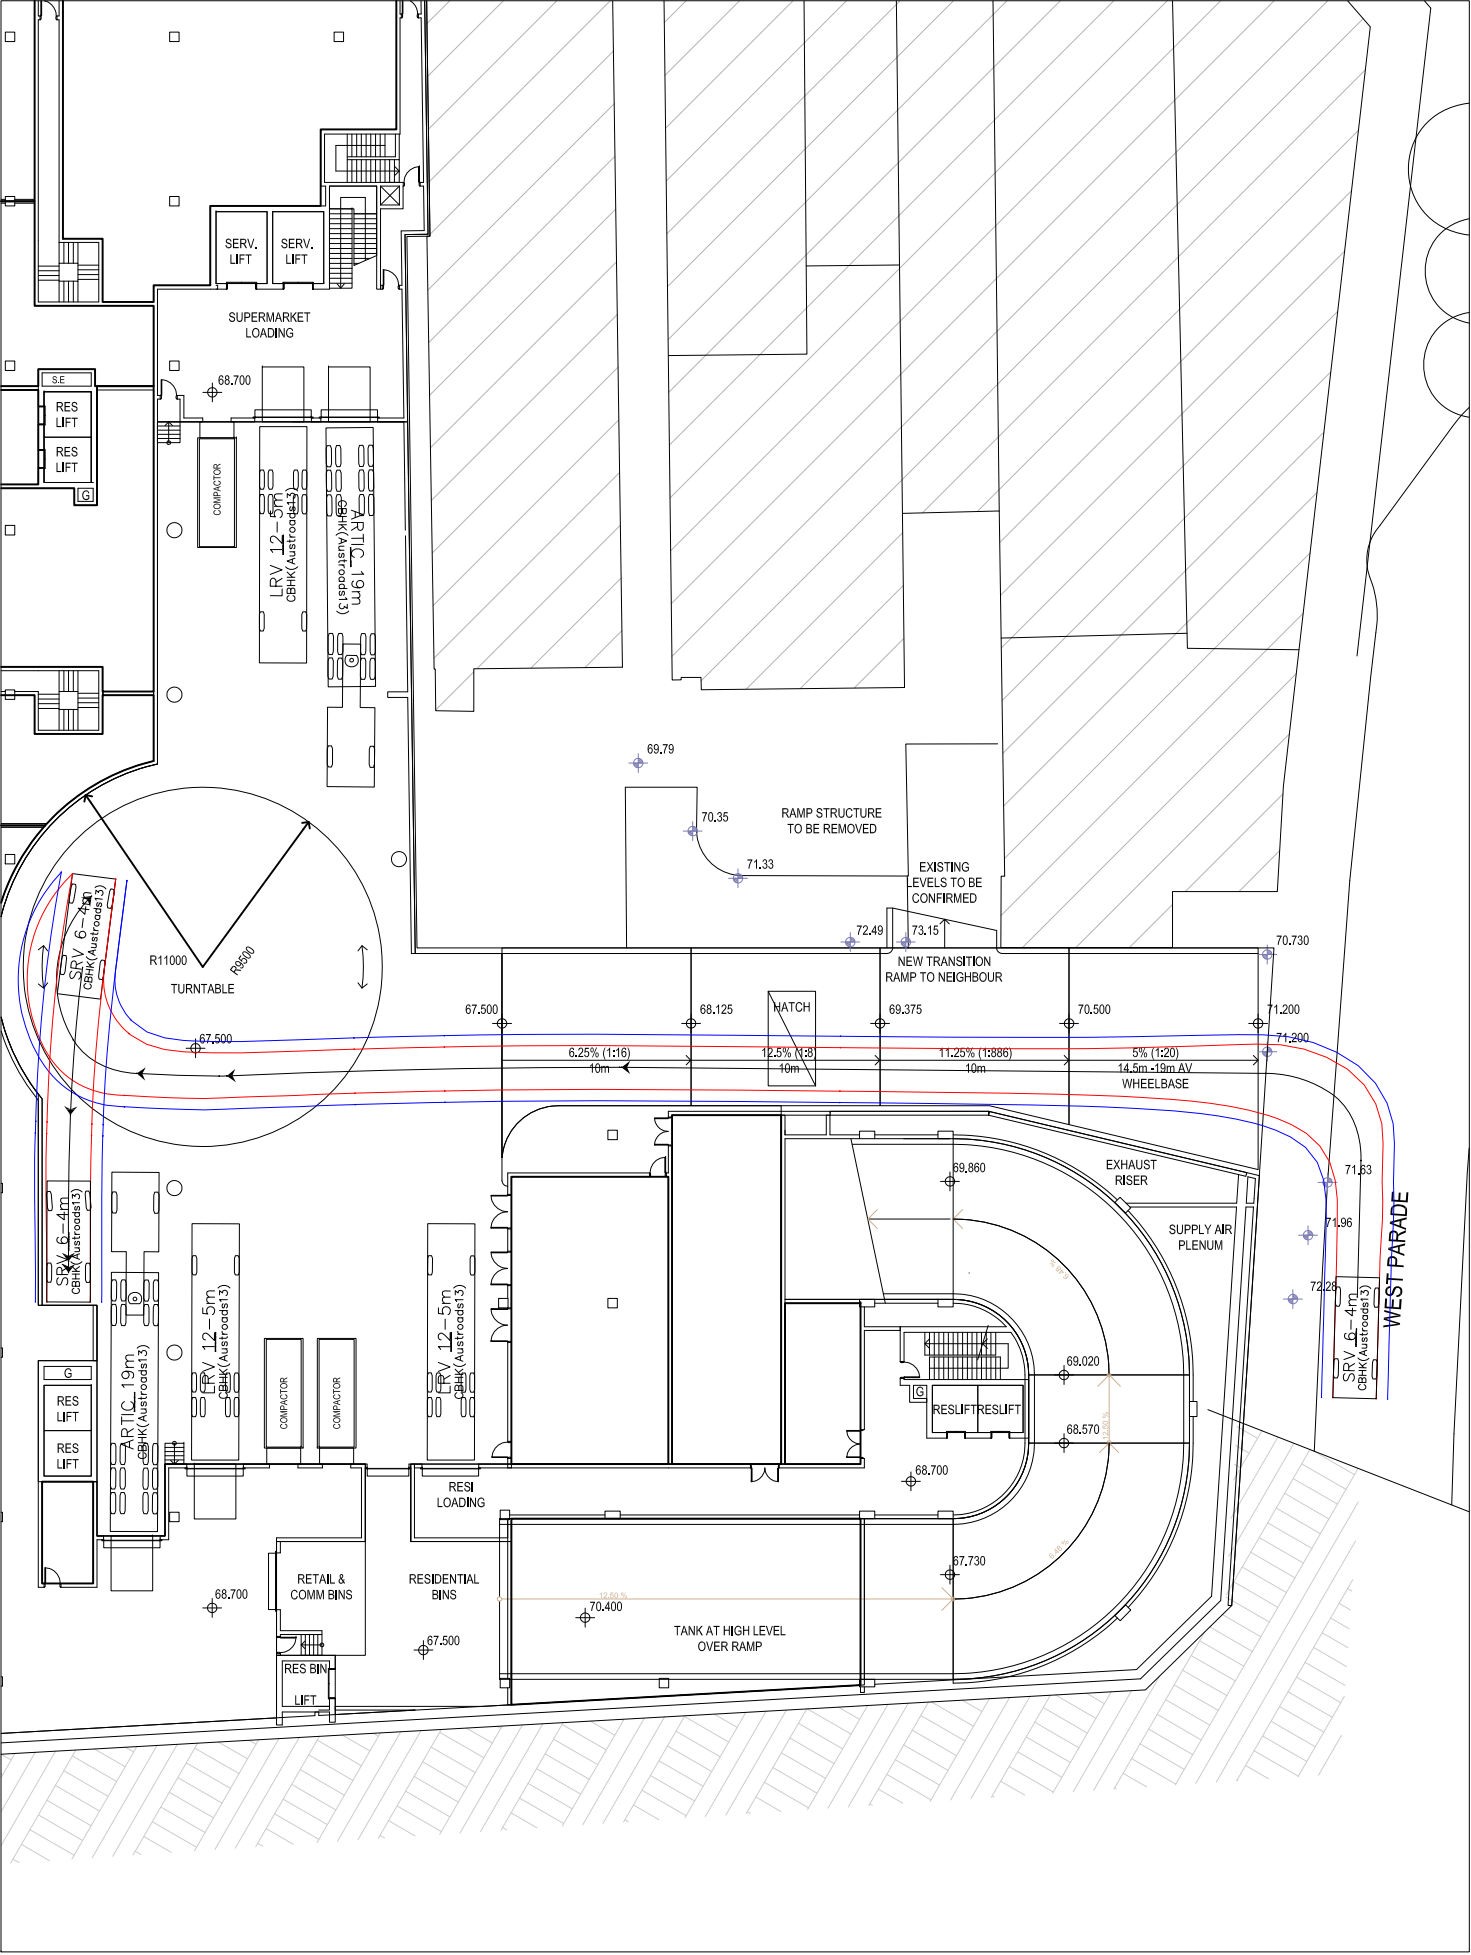 SERV.
LIFT
SERV.
LIFT
SUPERMARKET
LOADING
68.700
S.E
RES
LIFT
RES
LIFT
G
COMPACTOR
LRV 12-5m
CBHK(Austroads13)
ARTIC 19m
CBHK(Austroads13)
69.79
70.35
71.33
RAMP STRUCTURE
TO BE REMOVED
EXISTING
LEVELS TO BE
CONFIRMED
72.49
73.15
70.730
NEW TRANSITION
RAMP TO NEIGHBOUR
SRV 6-4m
CBHK(Austroads13)
R11000
R9500
TURNTABLE
67.500
67.500
68.125
HATCH
69.375
70.500
71.200
71.200
6.25% (1:16)
10m
12.5% (1:8
10m
11.25% (1:886)
10m
5% (1:20)
14.5m -19m AV
WHEELBASE
69.860
EXHAUST
RISER
71.63
SUPPLY AIR
PLENUM
71.96
WEST PARADE
72.28
SRV 6-4m
CBHK(Austroads13)
SRV 6-4m
CBHK(Austroads13)
6.48 %
G
RES
LIFT
RES
LIFT
ARTIC 19m
CBHK(Austroads13)
LRV 12-5m
CBHK(Austroads13)
COMPACTOR
COMPACTOR
LRV 12-5m
CBHK(Austroads13)
69.020
G
RESLIFT
RESLIFT
12.50 %
68.570
68.700
RESI
LOADING
6.48 %
67.730
RETAIL &
COMM BINS
RESIDENTIAL
BINS
68.700
12.50 %
70.400
TANK AT HIGH LEVEL
OVER RAMP
67.500
RES BIN
LIFT